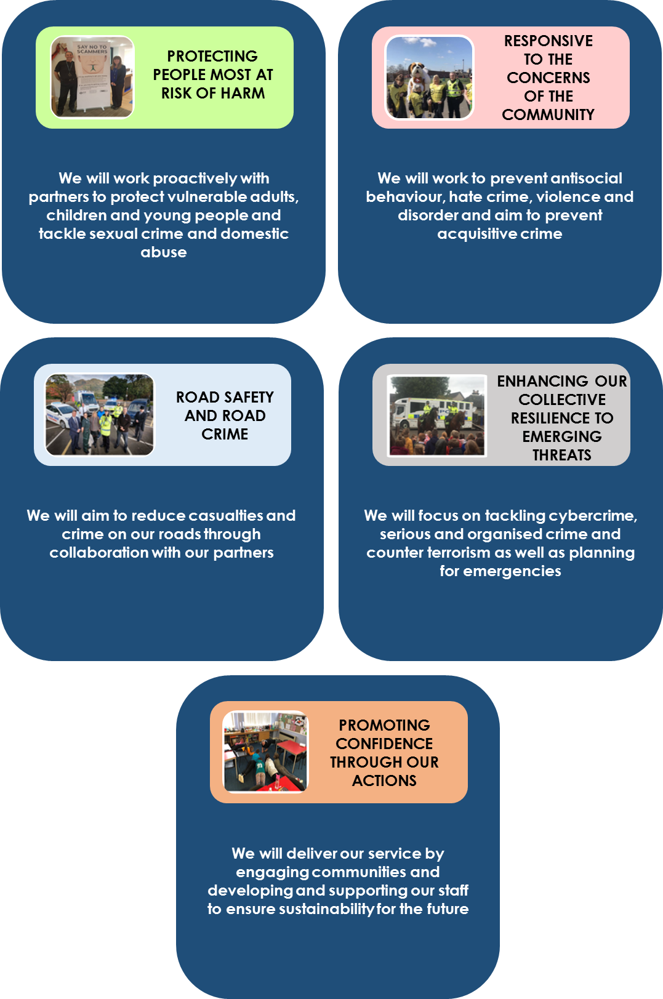 SAY NO TO
SCAMMERS
PROTECTING
PEOPLE MOST AT
RISK OF HARM
We will work proactively with
partners to protect vulnerable adults,
children and young people and
tackle sexual crime and domestic
abuse
RESPONSIVE
TO THE
CONCERNS
OF THE
COMMUNITY
We will work to prevent antisocial
behaviour, hate crime, violence and
disorder and aim to prevent
acquisitive crime
ROAD SAFETY
AND ROAD
CRIME
We will aim to reduce casualties and
crime on our roads through
collaboration with our partners
ENHANCING OUR
COLLECTIVE
RESILIENCE TO
EMERGING
THREATS
We will focus on tackling cybercrime,
serious and organised crime and
counter terrorism as well as planning
for emergencies
PROMOTING
CONFIDENCE
THROUGH OUR
ACTIONS
We will deliver our service by
engaging communities and
developing and supporting our staff
to ensure sustainability for the future